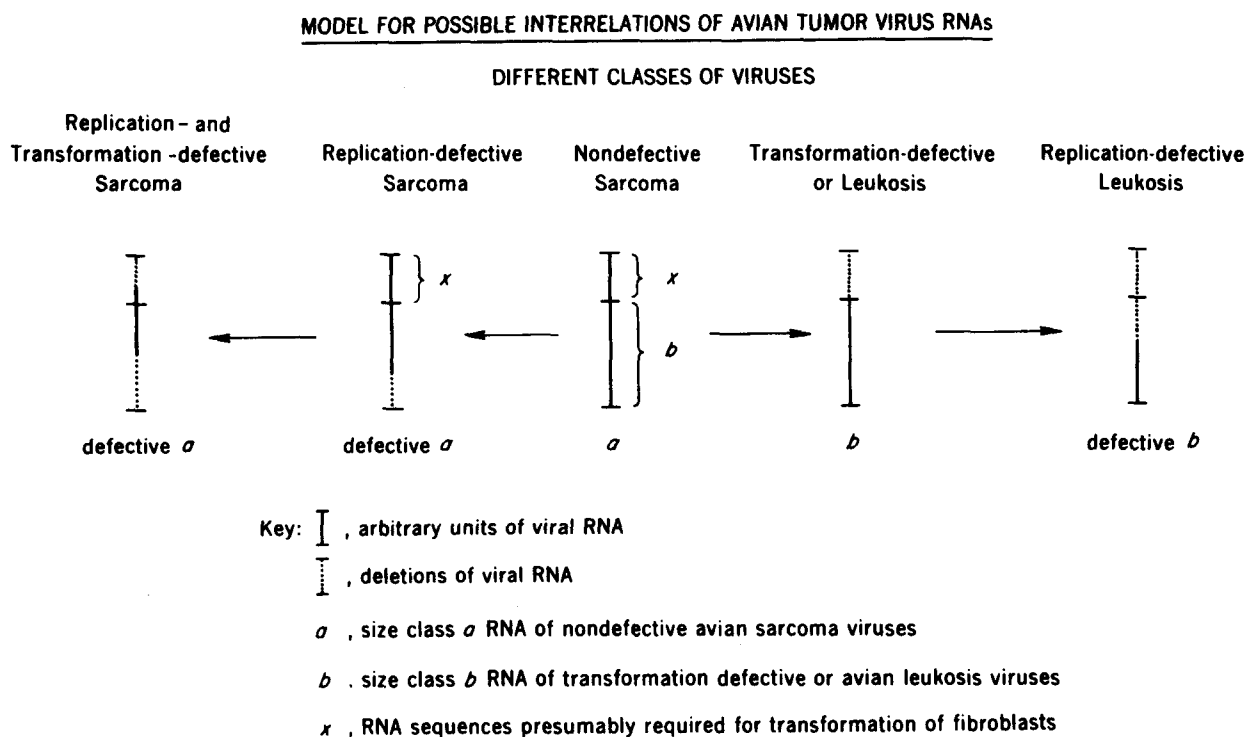 MODEL FOR POSSIBLE INTERRELATIONS OF AVIAN TUMOR VIRUS RNAs
DIFFERENT CLASSES OF VIRUSES
Replication- and
Transformation -defective
Sarcoma
Replication-defective
Sarcoma
Nondefective
Sarcoma
Transformation-defective
or Leukosis
Replication-defective
Leukosis
x
x
b
defective a
defective a
a
b
defective b
Key: , arbitrary units of viral RNA
, deletions of viral RNA
a , size class a RNA of nondefective avian sarcoma viruses
b . size class b RNA of transformation defective or avian leukosis viruses
x , RNA sequences presumably required for transformation of fibroblasts